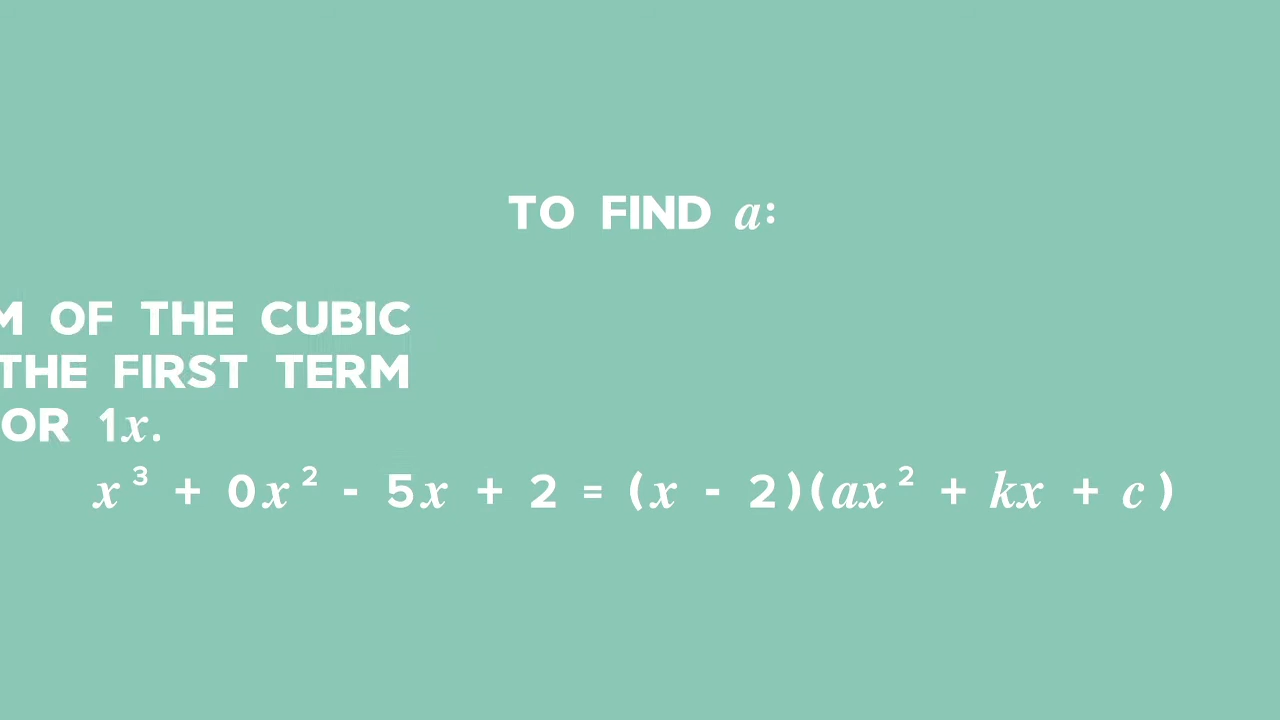 TO FIND a:
OF THE CUBIC
THE FIRST TERM
OR 1x.
x³ + 0x² - 5x + 2 = (x - 2)(ax² + kx + c)